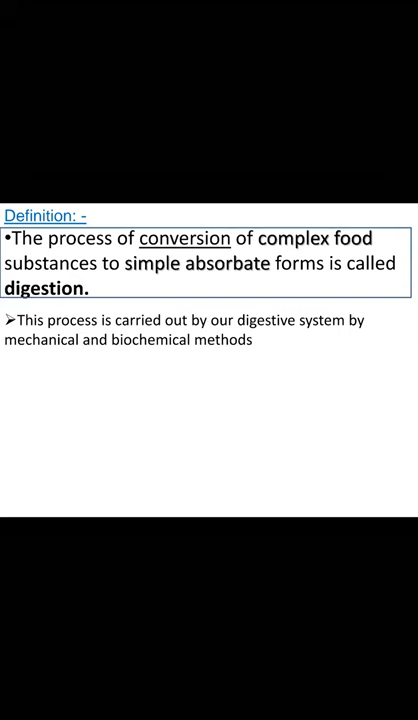 Definition: -
•The process of conversion of complex food
substances to simple absorbate forms is called
digestion.
➢This process is carried out by our digestive system by
mechanical and biochemical methods